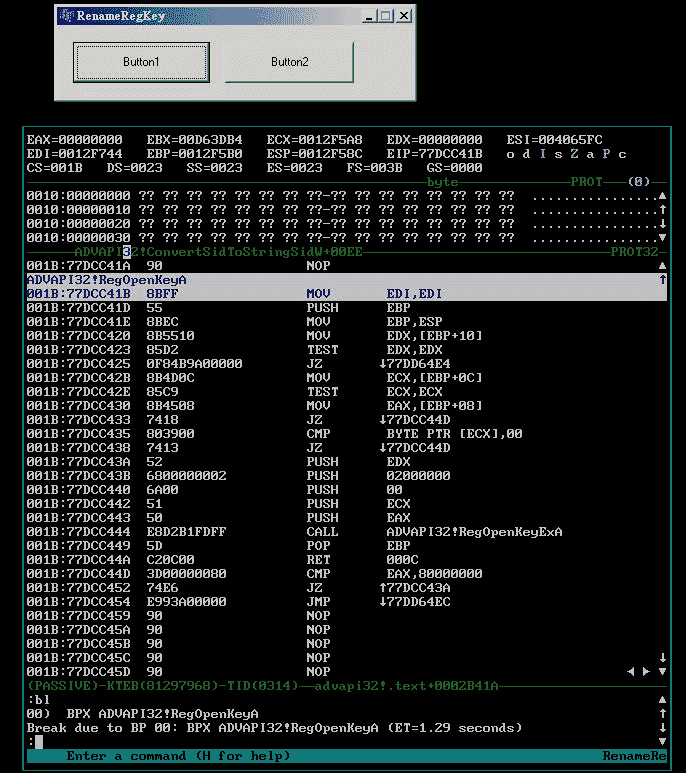 RenameRegKey
Button1 Button2
EAX=00000000 EBX=00D63DB4 ECX=0012F5A8 EDX=00000000 ESI=004065FC
EDI=0012F744 EBP=0012F5B0 ESP=0012F58C EIP=77DCC41B o d I s Z a P c
CS=001B DS=0023 SS=0023 ES=0023 FS=003B GS=0000
byte PROT (0)
0010:00000000 ?? ?? ?? ?? ?? ?? ?? ??-?? ?? ?? ?? ?? ?? ?? ?? ................
0010:00000010 ?? ?? ?? ?? ?? ?? ?? ??-?? ?? ?? ?? ?? ?? ?? ?? ................
0010:00000020 ?? ?? ?? ?? ?? ?? ?? ??-?? ?? ?? ?? ?? ?? ?? ?? ................
0010:00000030 ?? ?? ?? ?? ?? ?? ?? ??-?? ?? ?? ?? ?? ?? ?? ?? ................
ADVAPI32!ConvertSidToStringSidW+00EE PROT32
001B:77DCC41A 90 NOP
ADVAPI32!RegOpenKeyA
001B:77DCC41B 8BFF MOV EDI,EDI
001B:77DCC41D 55 PUSH EBP
001B:77DCC41E 8BEC MOV EBP,ESP
001B:77DCC420 8B5510 MOV EDX,[EBP+10]
001B:77DCC423 85D2 TEST EDX,EDX
001B:77DCC425 0F84B9A00000 JZ ↓77DD64E4
001B:77DCC42B 8B4D0C MOV ECX,[EBP+0C]
001B:77DCC42E 85C9 TEST ECX,ECX
001B:77DCC430 8B4508 MOV EAX,[EBP+08]
001B:77DCC433 7418 JZ ↓77DCC44D
001B:77DCC435 803900 CMP BYTE PTR [ECX],00
001B:77DCC438 7413 JZ ↓77DCC44D
001B:77DCC43A 52 PUSH EDX
001B:77DCC43B 6800000002 PUSH 02000000
001B:77DCC440 6A00 PUSH 00
001B:77DCC442 51 PUSH ECX
001B:77DCC443 50 PUSH EAX
001B:77DCC444 E8D2B1FDFF CALL ADVAPI32!RegOpenKeyExA
001B:77DCC449 5D POP EBP
001B:77DCC44A C20C00 RET 000C
001B:77DCC44D 3D00000080 CMP EAX,80000000
001B:77DCC452 74E6 JZ ↑77DCC43A
001B:77DCC454 E993A00000 JMP ↓77DD64EC
001B:77DCC459 90 NOP
001B:77DCC45A 90 NOP
001B:77DCC45B 90 NOP
001B:77DCC45C 90 NOP
001B:77DCC45D 90 NOP
(PASSIVE)-KTEB(81297968)-TID(0314)—advapi32!.text+0002B41A
:bl
00) BPX ADVAPI32!RegOpenKeyA
Break due to BP 00: BPX ADVAPI32!RegOpenKeyA (ET=1.29 seconds)
:
Enter a command (H for help) RenameRe